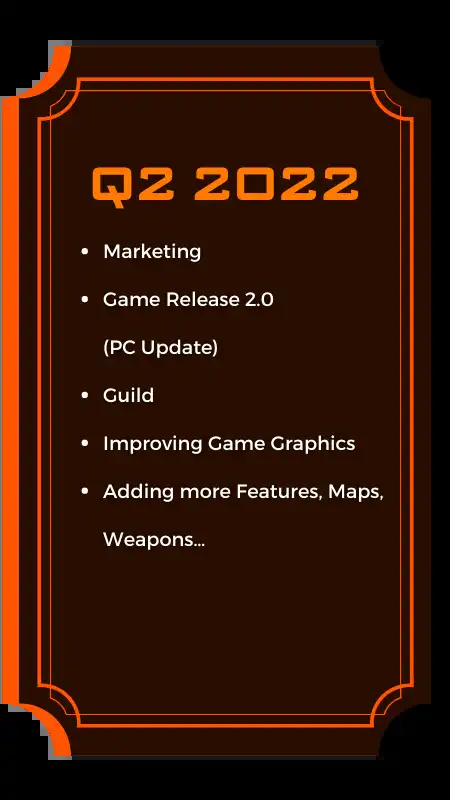 Q2 2022
• Marketing
• Game Release 2.0
(PC Update)
• Guild
• Improving Game Graphics
• Adding more Features, Maps,
Weapons...